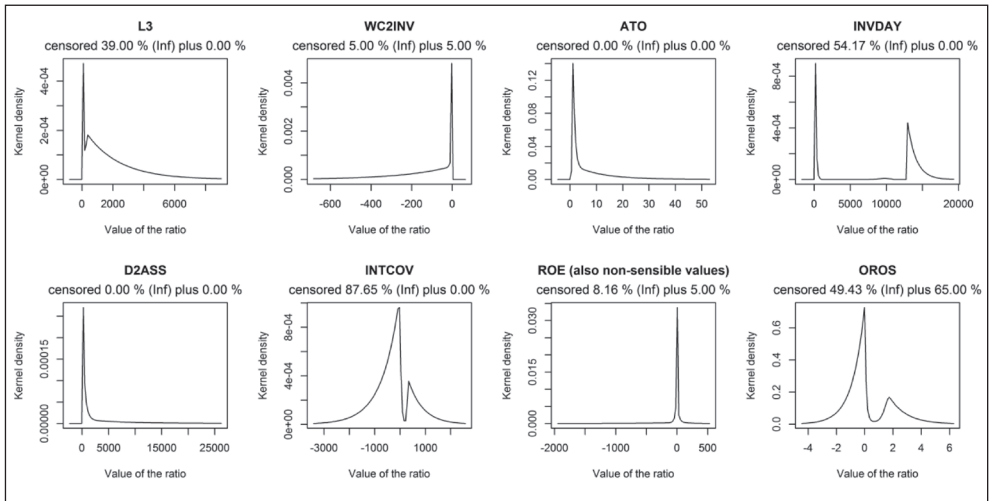 L3
censored 39.00 % (Inf) plus 0.00 %
Kernel density
0e+00 2e-04 4e-04
0 2000 6000
Value of the ratio
WC2INV
censored 5.00 % (Inf) plus 5.00 %
Kernel density
0.000 0.002 0.004
-600 -400 -200 0
Value of the ratio
ATO
censored 0.00 % (Inf) plus 0.00 %
Kernel density
0.00 0.04 0.08 0.12
0 10 20 30 40 50
Value of the ratio
INVDAY
censored 54.17 % (Inf) plus 0.00 %
Kernel density
0e+00 4e-04 8e-04
0 5000 10000 20000
Value of the ratio
D2ASS
censored 0.00 % (Inf) plus 0.00 %
Kernel density
0.00000 0.00015
0 5000 15000 25000
Value of the ratio
INTCOV
censored 87.65 % (Inf) plus 0.00 %
Kernel density
0e+00 4e-04 8e-04
-3000 -1000 0 1000
Value of the ratio
ROE (also non-sensible values)
censored 8.16 % (Inf) plus 5.00 %
Kernel density
0.000 0.015 0.030
-2000 -1000 0 500
Value of the ratio
OROS
censored 49.43 % (Inf) plus 65.00 %
Kernel density
0.0 0.2 0.4 0.6
-4 -2 0 2 4 6
Value of the ratio